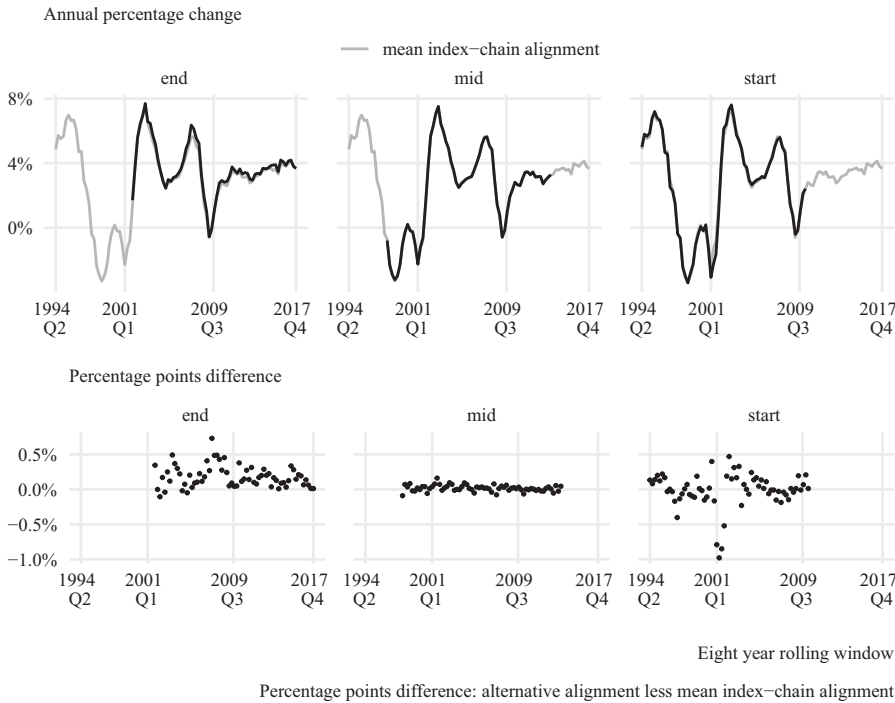 Annual percentage change
mean index−chain alignment
end mid start
8%
4%
0%
1994 2001 2009 2017 1994 2001 2009 2017 1994 2001 2009 2017
Q2 Q1 Q3 Q4 Q2 Q1 Q3 Q4 Q2 Q1 Q3 Q4
Percentage points difference
end mid start
0.5%
0.0%
−0.5%
−1.0%
1994 2001 2009 2017 1994 2001 2009 2017 1994 2001 2009 2017
Q2 Q1 Q3 Q4 Q2 Q1 Q3 Q4 Q2 Q1 Q3 Q4
Eight year rolling window
Percentage points difference: alternative alignment less mean index−chain alignment